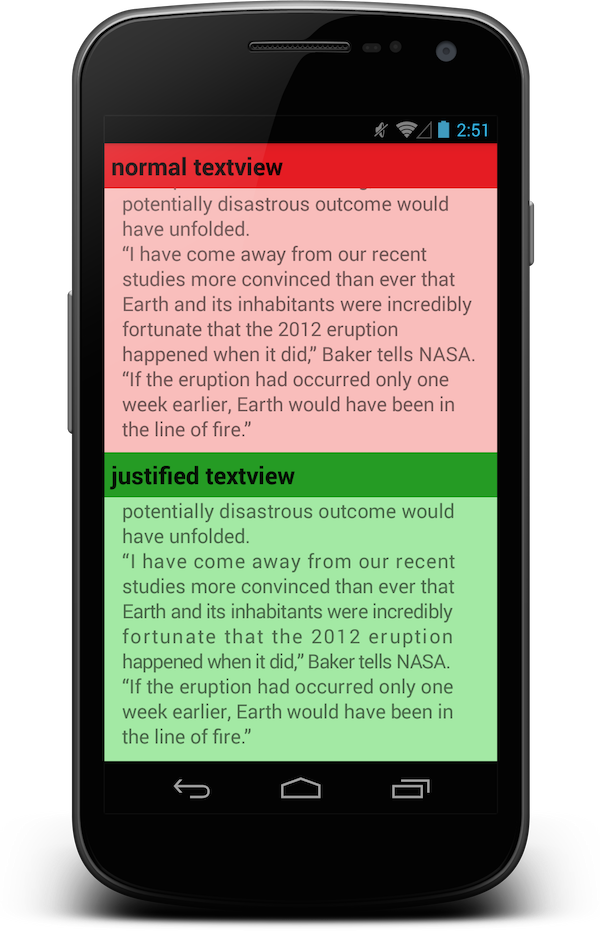 2:51
normal textview
potentially disastrous outcome would
have unfolded.
“I have come away from our recent
studies more convinced than ever that
Earth and its inhabitants were incredibly
fortunate that the 2012 eruption
happened when it did,” Baker tells NASA.
“If the eruption had occurred only one
week earlier, Earth would have been in
the line of fire.”
justified textview
potentially disastrous outcome would
have unfolded.
“I have come away from our recent
studies more convinced than ever that
Earth and its inhabitants were incredibly
fortunate that the 2012 eruption
happened when it did,” Baker tells NASA.
“If the eruption had occurred only one
week earlier, Earth would have been in
the line of fire.”